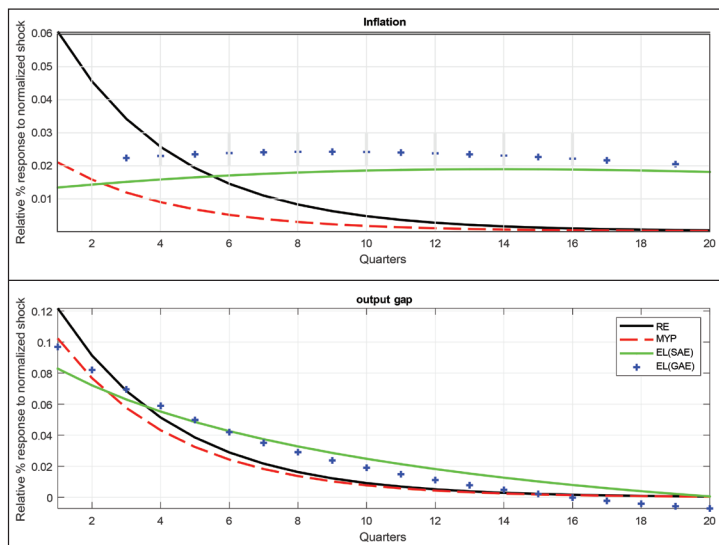 Inflation
Relative % response to normalized shock
0.06
0.05
0.04
0.03
0.02
0.01
2 4 6 8 10 12 14 16 18 20
Quarters
output gap
Relative % response to normalized shock
0.12
0.1
0.08
0.06
0.04
0.02
0
RE
MYP
EL(SAE)
EL(GAE)
2 4 6 8 10 12 14 16 18 20
Quarters